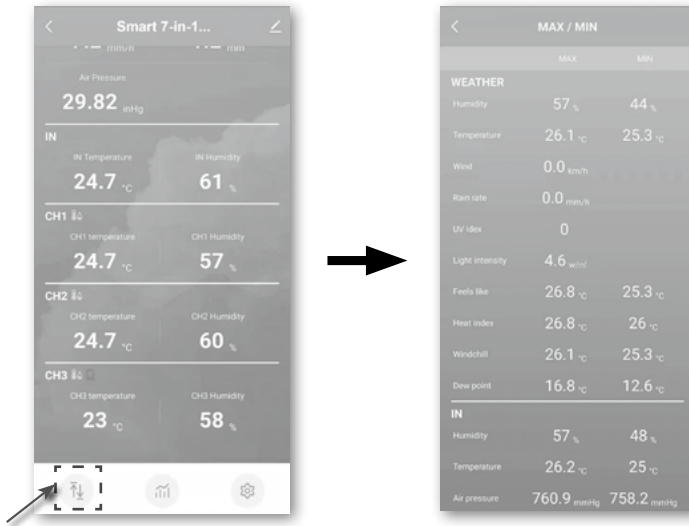 Smart 7-in-1...
mm/h mm
Air Pressure
29.82 inHg
IN
IN Temperature IN Humidity
24.7 °C 61 %
CH1
CH1 temperature CH1 Humidity
24.7 °C 57 %
CH2
CH2 temperature CH2 Humidity
24.7 °C 60 %
CH3
CH3 temperature CH3 Humidity
23 °C 58 %
MAX / MIN
MAX MIN
WEATHER
Humidity 57 % 44 %
Temperature 26.1 °C 25.3 °C
Wind 0.0 km/h
Rain rate 0.0 mm/h
UV idex 0
Light intensity 4.6 w/m²
Feels like 26.8 °C 25.3 °C
Heat index 26.8 °C 26 °C
Windchill 26.1 °C 25.3 °C
Dew point 16.8 °C 12.6 °C
IN
Humidity 57 % 48 %
Temperature 26.2 °C 25 °C
Air pressure 760.9 mmHg 758.2 mmHg